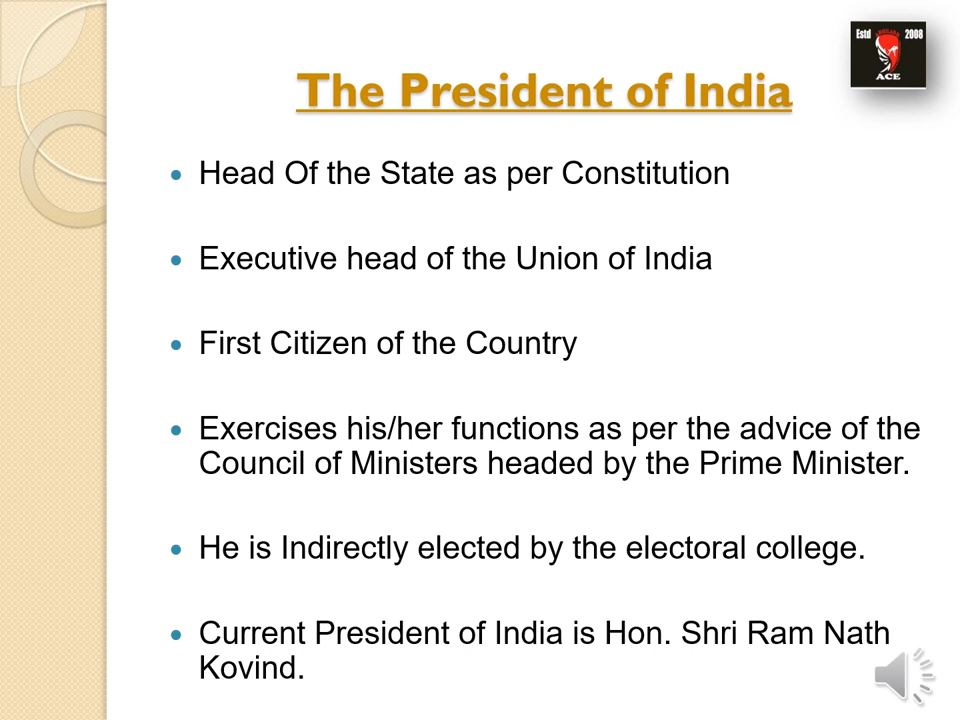 Estd 2008
ACE
The President of India
Head Of the State as per Constitution
Executive head of the Union of India
First Citizen of the Country
Exercises his/her functions as per the advice of the
Council of Ministers headed by the Prime Minister.
He is Indirectly elected by the electoral college.
Current President of India is Hon. Shri Ram Nath
Kovind.